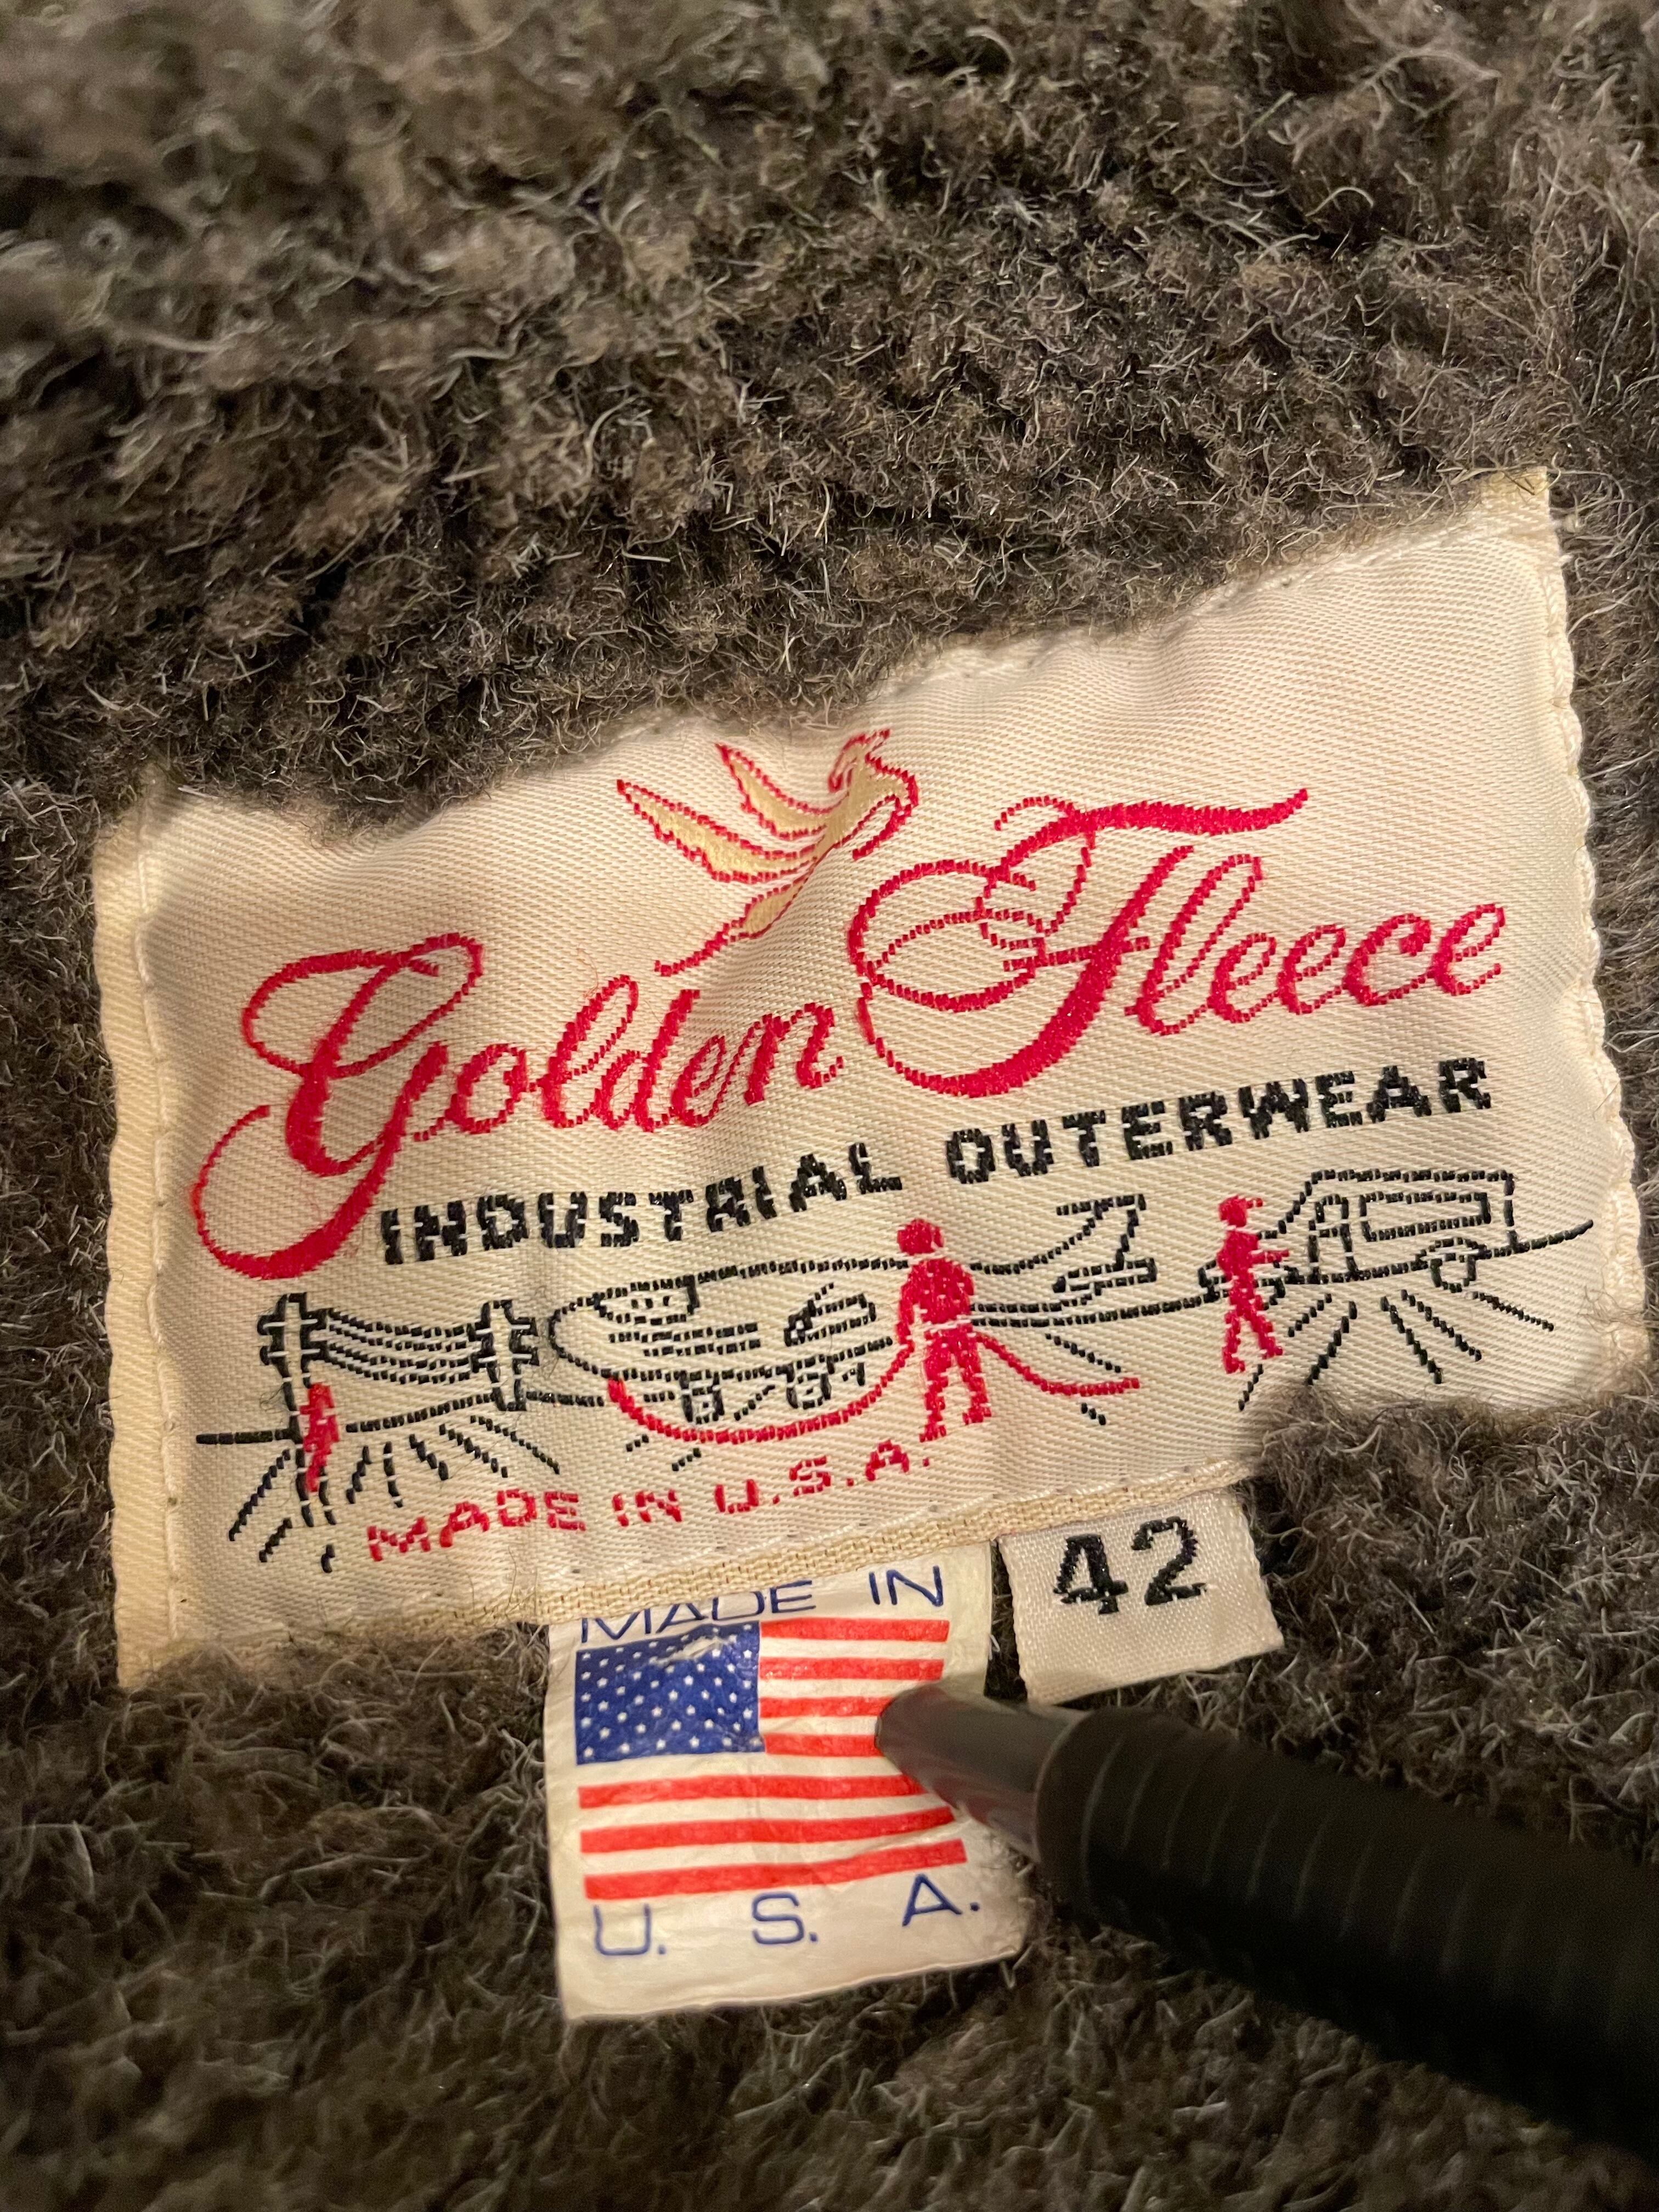 Golden Fleece
INDUSTRIAL OUTERWEAR
MADE IN U.S.A.
42
MADE IN
U. S. A.